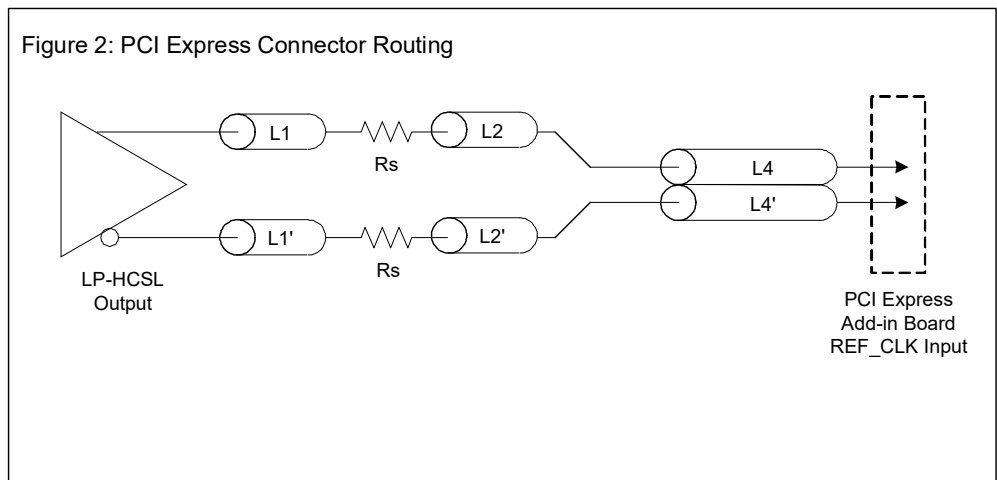 Figure 2: PCI Express Connector Routing
L1
Rs
L2
L4
L4'
L1'
Rs
L2'
LP-HCSL
Output
PCI Express
Add-in Board
REF_CLK Input